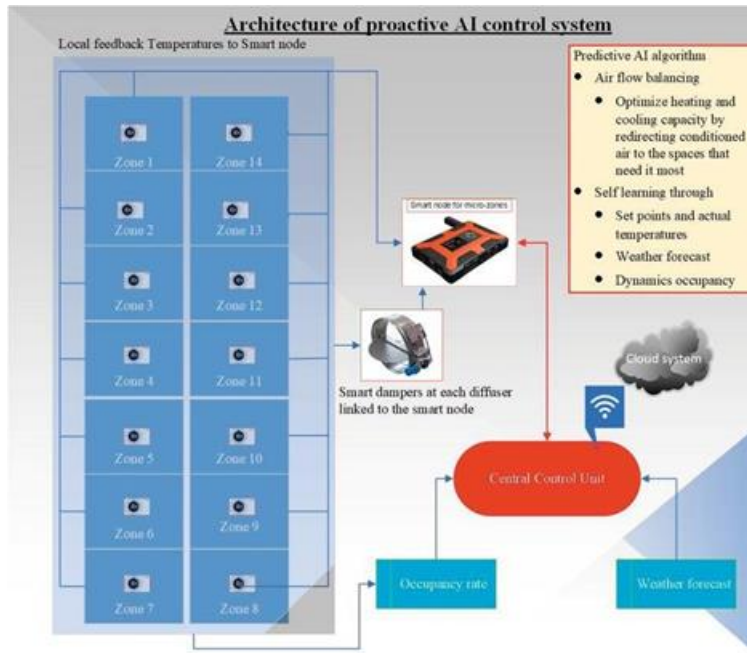 Architecture of proactive AI control system
Local feedback Temperatures to Smart node
Zone 1
Zone 14
Zone 2
Zone 13
Zone 3
Zone 12
Zone 4
Zone 11
Zone 5
Zone 10
Zone 6
Zone 9
Zone 7
Zone 8
Smart node for micro-zones
Smart dampers at each diffuser
linked to the smart node
Predictive AI algorithm
• Air flow balancing
• Optimize heating and
cooling capacity by
redirecting conditioned
air to the spaces that
need it most
• Self learning through
• Set points and actual
temperatures
• Weather forecast
• Dynamics occupancy
Cloud system
Central Control Unit
Occupancy rate
Weather forecast